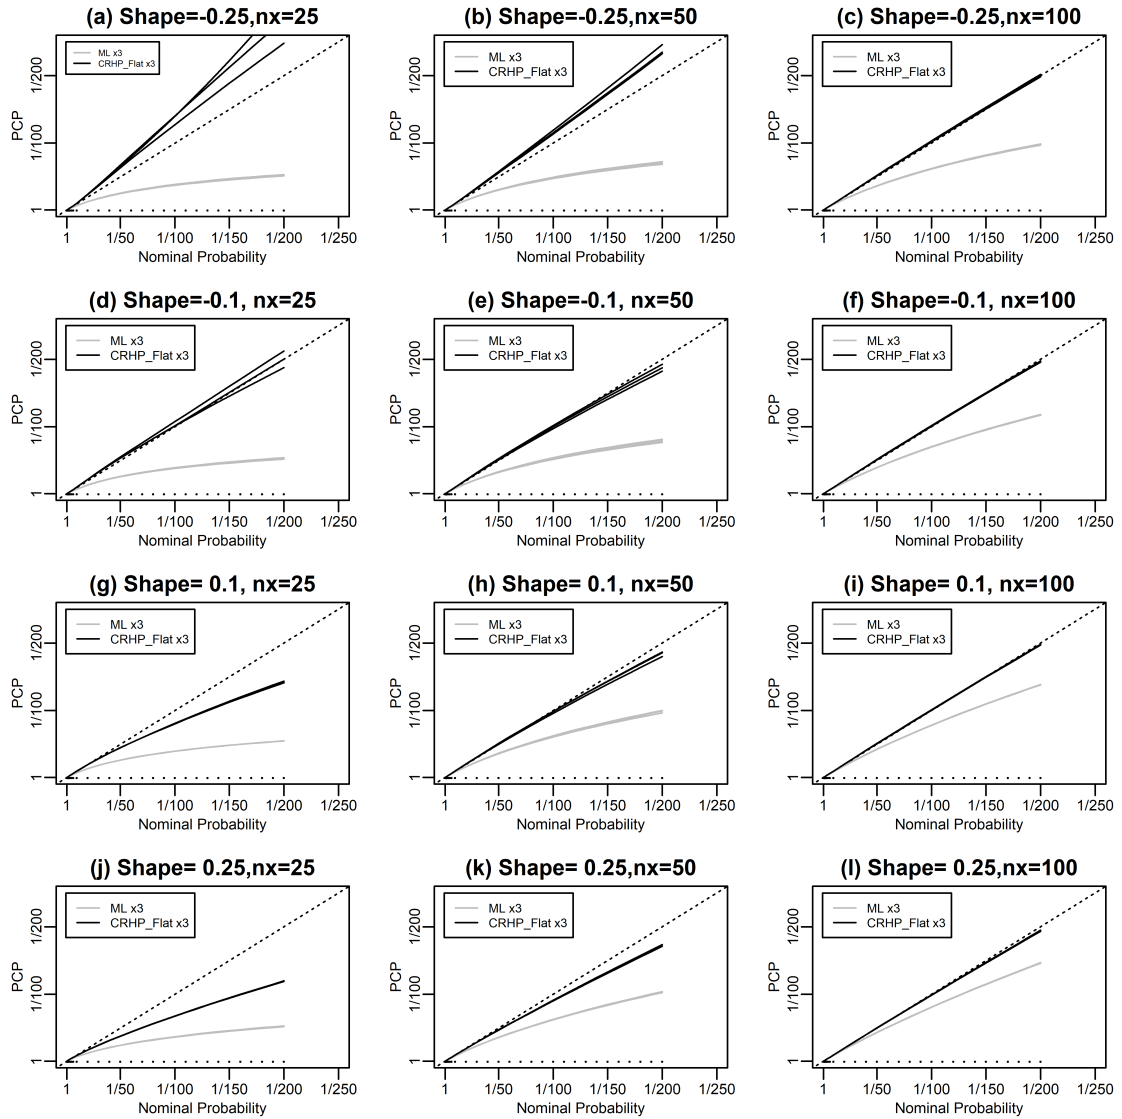 (a) Shape=-0.25,nx=25
ML x3
CRHP_Flat x3
PCP
1/200
1/100
1
1 1/50 1/100 1/150 1/200 1/250
Nominal Probability
(b) Shape=-0.25,nx=50
ML x3
CRHP_Flat x3
PCP
1/200
1/100
1
1 1/50 1/100 1/150 1/200 1/250
Nominal Probability
(c) Shape=-0.25,nx=100
ML x3
CRHP_Flat x3
PCP
1/200
1/100
1
1 1/50 1/100 1/150 1/200 1/250
Nominal Probability
(d) Shape=-0.1, nx=25
ML x3
CRHP_Flat x3
PCP
1/200
1/100
1
1 1/50 1/100 1/150 1/200 1/250
Nominal Probability
(e) Shape=-0.1, nx=50
ML x3
CRHP_Flat x3
PCP
1/200
1/100
1
1 1/50 1/100 1/150 1/200 1/250
Nominal Probability
(f) Shape=-0.1, nx=100
ML x3
CRHP_Flat x3
PCP
1/200
1/100
1
1 1/50 1/100 1/150 1/200 1/250
Nominal Probability
(g) Shape= 0.1, nx=25
ML x3
CRHP_Flat x3
PCP
1/200
1/100
1
1 1/50 1/100 1/150 1/200 1/250
Nominal Probability
(h) Shape= 0.1, nx=50
ML x3
CRHP_Flat x3
PCP
1/200
1/100
1
1 1/50 1/100 1/150 1/200 1/250
Nominal Probability
(i) Shape= 0.1, nx=100
ML x3
CRHP_Flat x3
PCP
1/200
1/100
1
1 1/50 1/100 1/150 1/200 1/250
Nominal Probability
(j) Shape= 0.25,nx=25
ML x3
CRHP_Flat x3
PCP
1/200
1/100
1
1 1/50 1/100 1/150 1/200 1/250
Nominal Probability
(k) Shape= 0.25,nx=50
ML x3
CRHP_Flat x3
PCP
1/200
1/100
1
1 1/50 1/100 1/150 1/200 1/250
Nominal Probability
(l) Shape= 0.25,nx=100
ML x3
CRHP_Flat x3
PCP
1/200
1/100
1
1 1/50 1/100 1/150 1/200 1/250
Nominal Probability